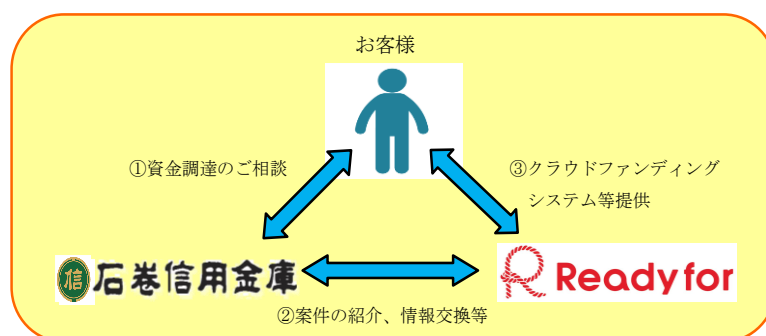 お客様
①資金調達のご相談
③クラウドファンディング
システム等提供
信 石巻信用金庫
Readyfor
②案件の紹介、情報交換等